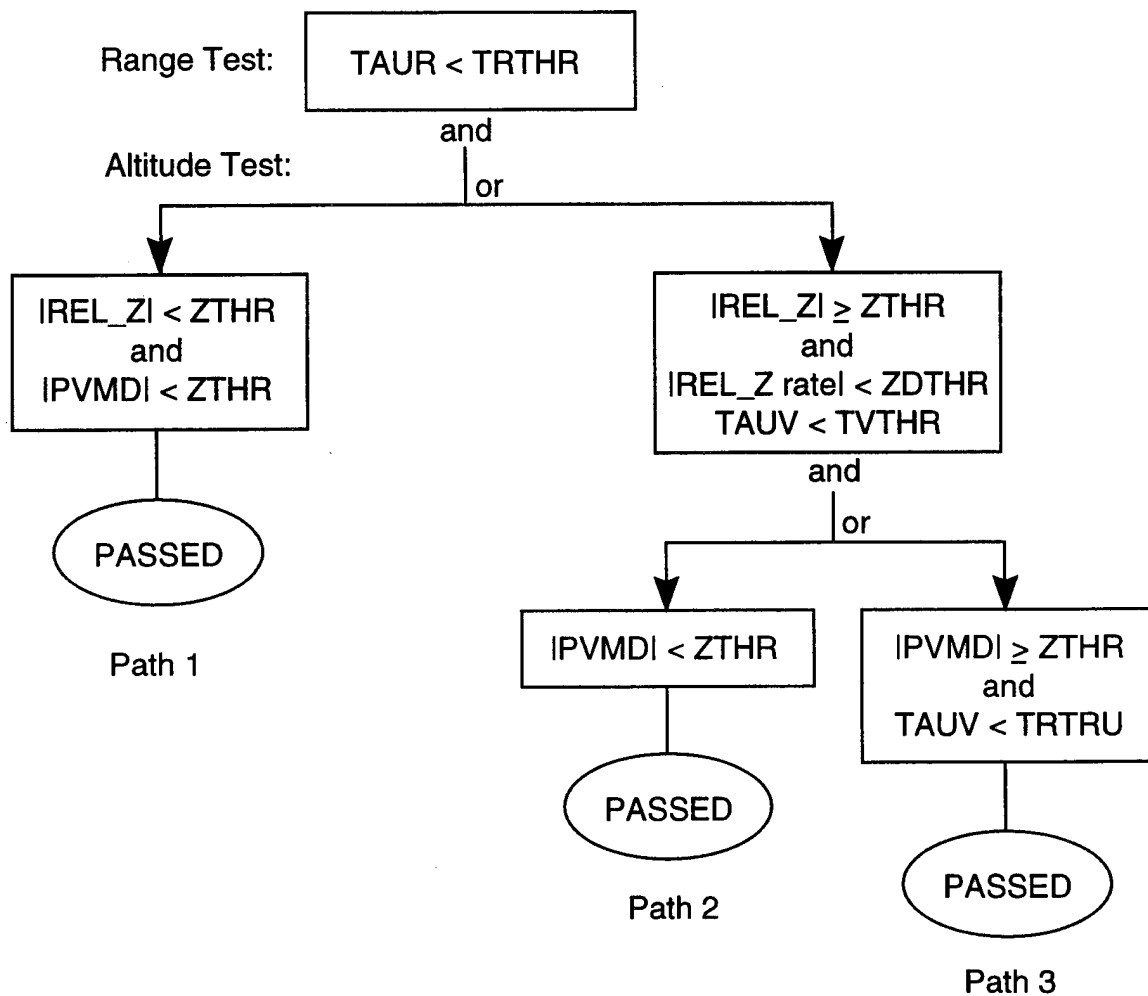 Range Test:
TAUR < TRTHR
and
Altitude Test:
or
|REL_Z| < ZTHR
and
|PVMD| < ZTHR
PASSED
Path 1
|REL_Z| ≥ ZTHR
and
|REL_Z rate| < ZDTHR
TAUV < TVTHR
and
or
|PVMD| < ZTHR
PASSED
Path 2
|PVMD| ≥ ZTHR
and
TAUV < TRTRU
PASSED
Path 3